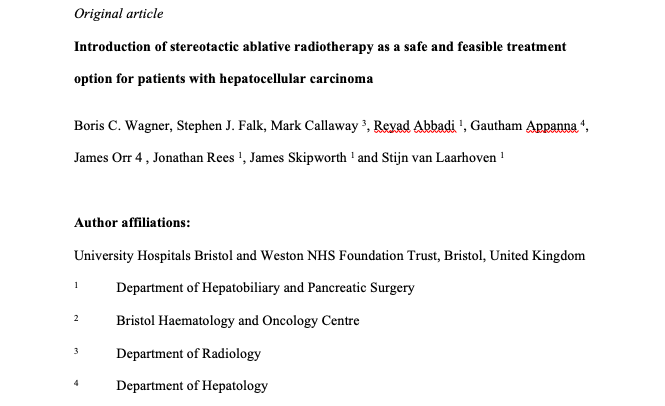 Original article
Introduction of stereotactic ablative radiotherapy as a safe and feasible treatment
option for patients with hepatocellular carcinoma
Boris C. Wagner, Stephen J. Falk, Mark Callaway ³, Reyad Abbadi ¹, Gautham Appanna ⁴,
James Orr 4 , Jonathan Rees ¹, James Skipworth ¹ and Stijn van Laarhoven ¹
Author affiliations:
University Hospitals Bristol and Weston NHS Foundation Trust, Bristol, United Kingdom
¹ Department of Hepatobiliary and Pancreatic Surgery
² Bristol Haematology and Oncology Centre
³ Department of Radiology
⁴ Department of Hepatology